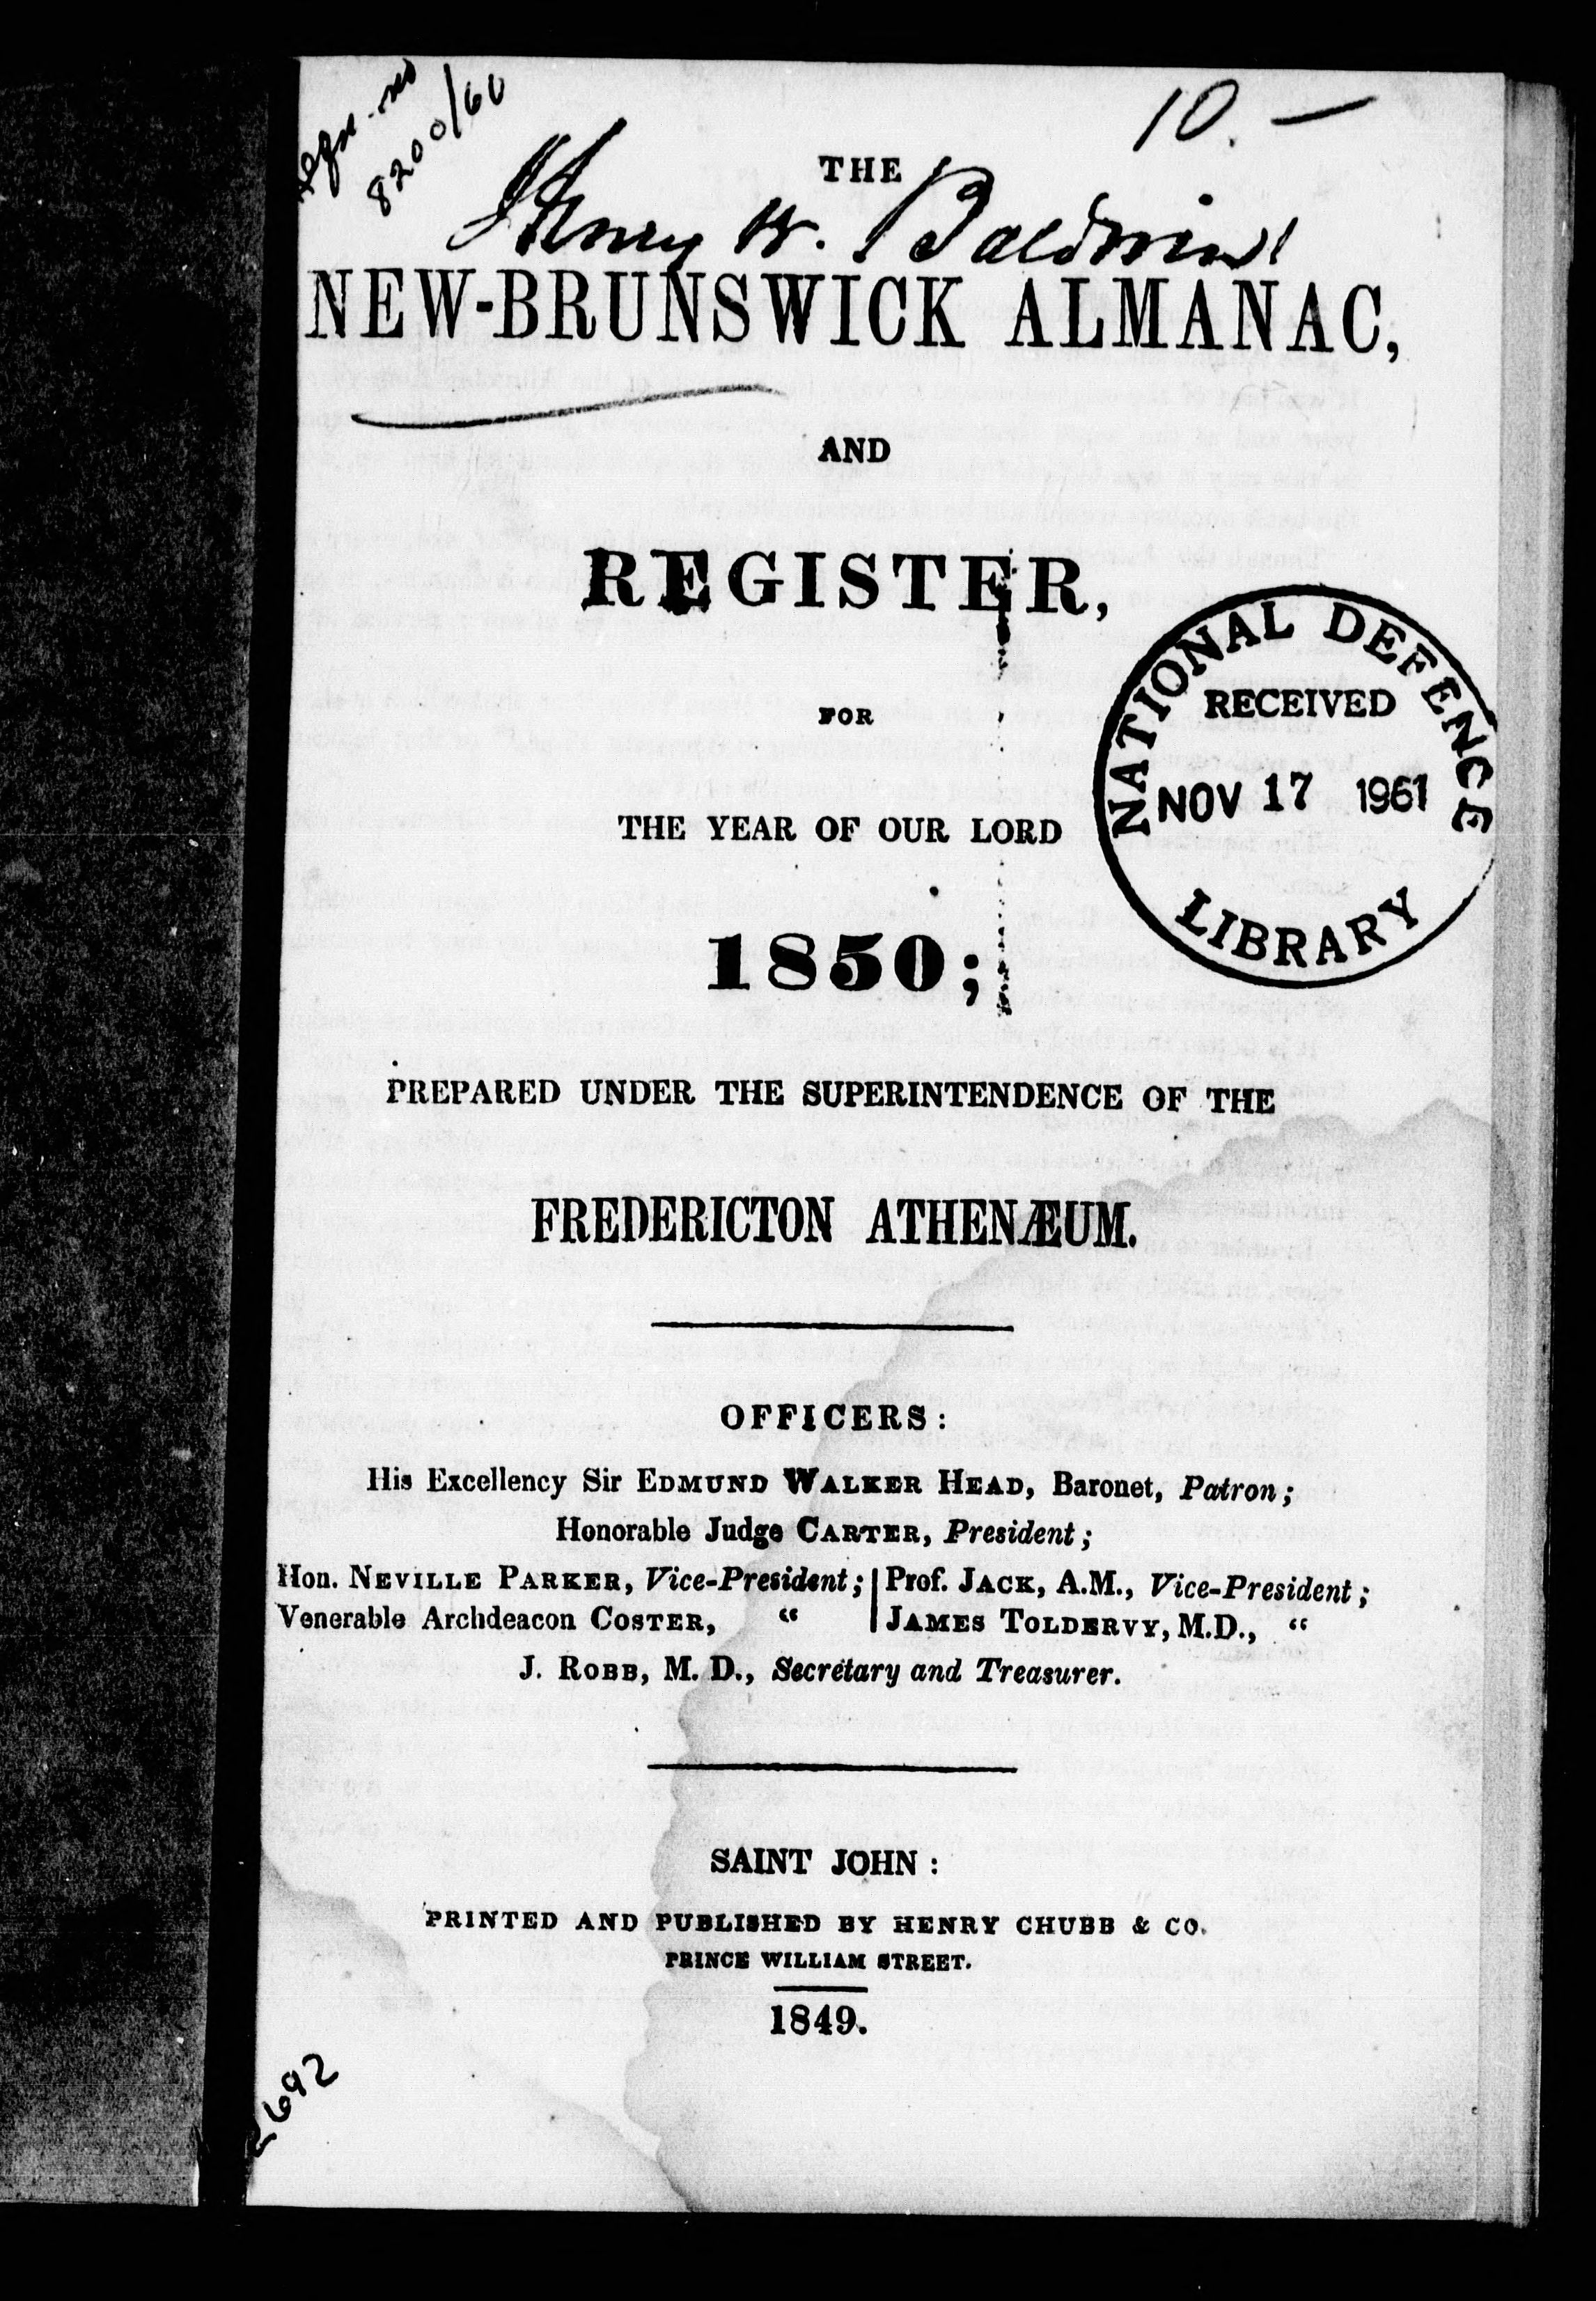 8200/60
10. —
THE
Henry W. Baldwin
NEW-BRUNSWICK ALMANAC,
AND
REGISTER,
FOR
THE YEAR OF OUR LORD
1850;
NATIONAL DEFENCE
RECEIVED
NOV 17 1961
LIBRARY
PREPARED UNDER THE SUPERINTENDENCE OF THE
FREDERICTON ATHENÆUM.
OFFICERS:
His Excellency Sir EDMUND WALKER HEAD, Baronet, Patron;
Honorable Judge CARTER, President;
Hon. NEVILLE PARKER, Vice-President; | Prof. JACK, A.M., Vice-President;
Venerable Archdeacon COSTER, “ | JAMES TOLDERVY, M.D., “
J. ROBB, M. D., Secretary and Treasurer.
SAINT JOHN:
PRINTED AND PUBLISHED BY HENRY CHUBB & CO.
PRINCE WILLIAM STREET.
1849.
2692